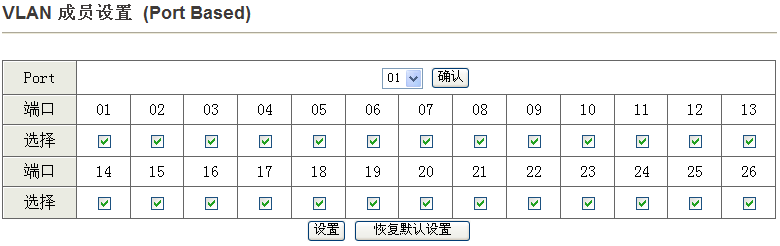 VLAN 成员设置 (Port Based)
Port 01 确认
端口 01 02 03 04 05 06 07 08 09 10 11 12 13
选择
端口 14 15 16 17 18 19 20 21 22 23 24 25 26
选择
设置 恢复默认设置